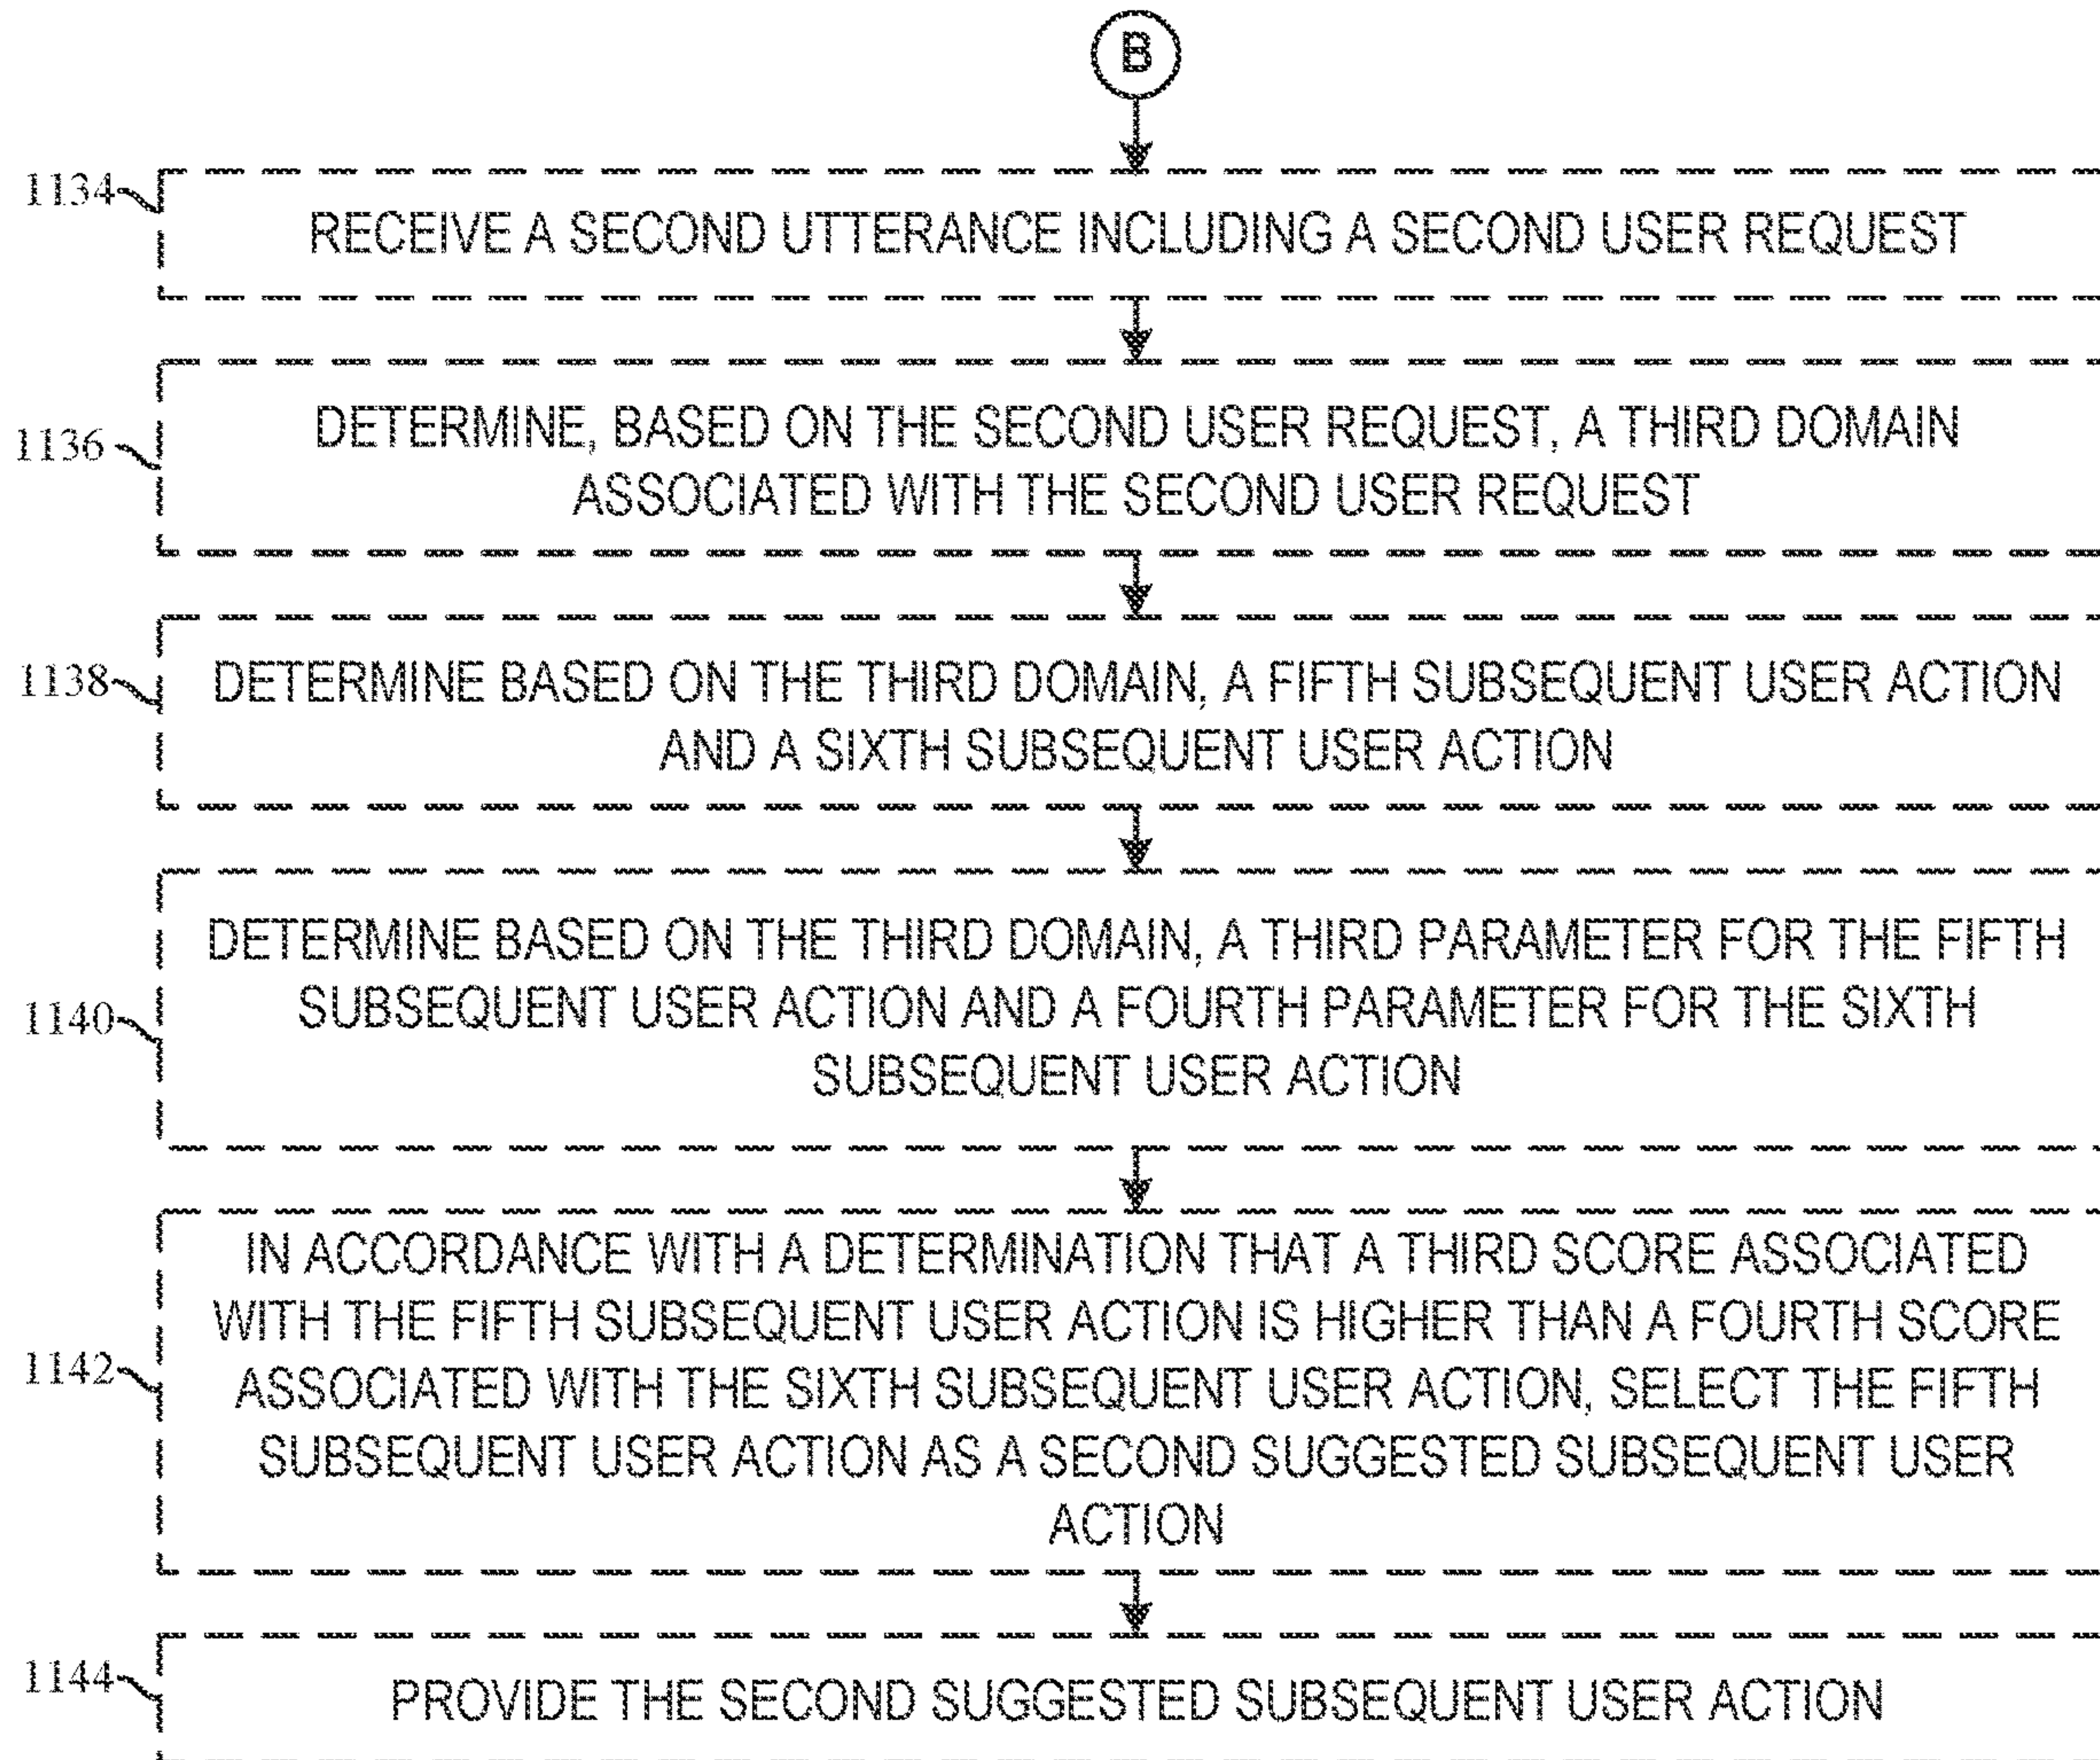 B
1134
RECEIVE A SECOND UTTERANCE INCLUDING A SECOND USER REQUEST
1136
DETERMINE, BASED ON THE SECOND USER REQUEST, A THIRD DOMAIN
ASSOCIATED WITH THE SECOND USER REQUEST
1138
DETERMINE BASED ON THE THIRD DOMAIN, A FIFTH SUBSEQUENT USER ACTION
AND A SIXTH SUBSEQUENT USER ACTION
1140
DETERMINE BASED ON THE THIRD DOMAIN, A THIRD PARAMETER FOR THE FIFTH
SUBSEQUENT USER ACTION AND A FOURTH PARAMETER FOR THE SIXTH
SUBSEQUENT USER ACTION
1142
IN ACCORDANCE WITH A DETERMINATION THAT A THIRD SCORE ASSOCIATED
WITH THE FIFTH SUBSEQUENT USER ACTION IS HIGHER THAN A FOURTH SCORE
ASSOCIATED WITH THE SIXTH SUBSEQUENT USER ACTION, SELECT THE FIFTH
SUBSEQUENT USER ACTION AS A SECOND SUGGESTED SUBSEQUENT USER
ACTION
1144
PROVIDE THE SECOND SUGGESTED SUBSEQUENT USER ACTION